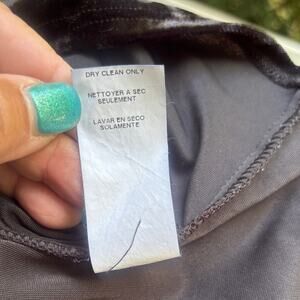 DRY CLEAN ONLY
NETTOYER A SEC
SEULEMENT
LAVAR EN SECO
SOLAMENTE